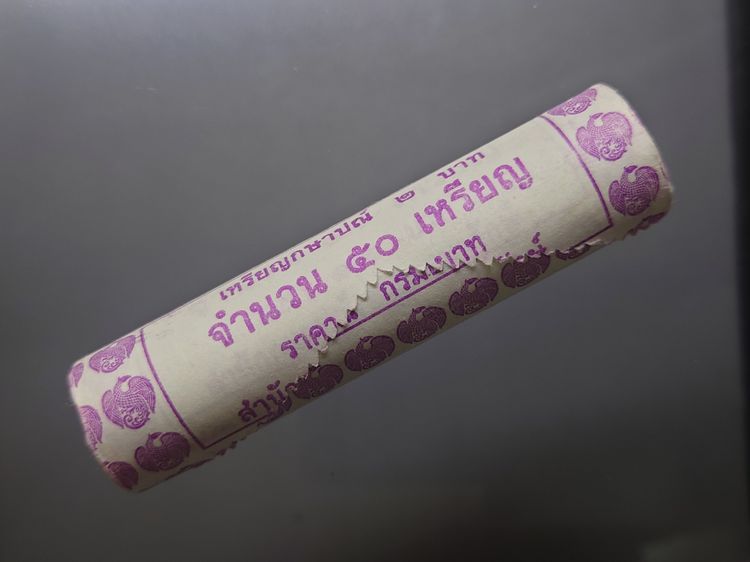 เหรียญกษาปณ์ ๒ บาท
จำนวน ๕๐ เหรียญ
ราคา
กรม
บาท